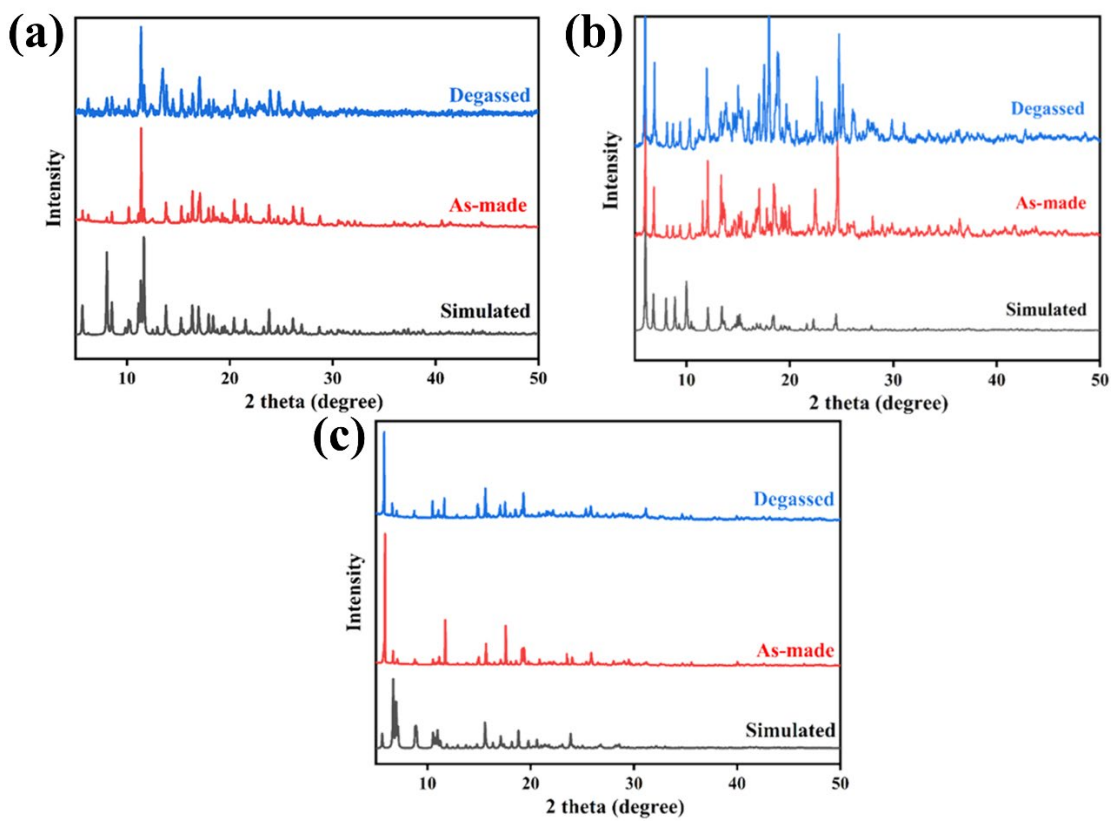 (a)
Intensity
Degassed
As-made
Simulated
10 20 30 40 50
2 theta (degree)
(b)
Intensity
Degassed
As-made
Simulated
10 20 30 40 50
2 theta (degree)
(c)
Intensity
Degassed
As-made
Simulated
10 20 30 40 50
2 theta (degree)